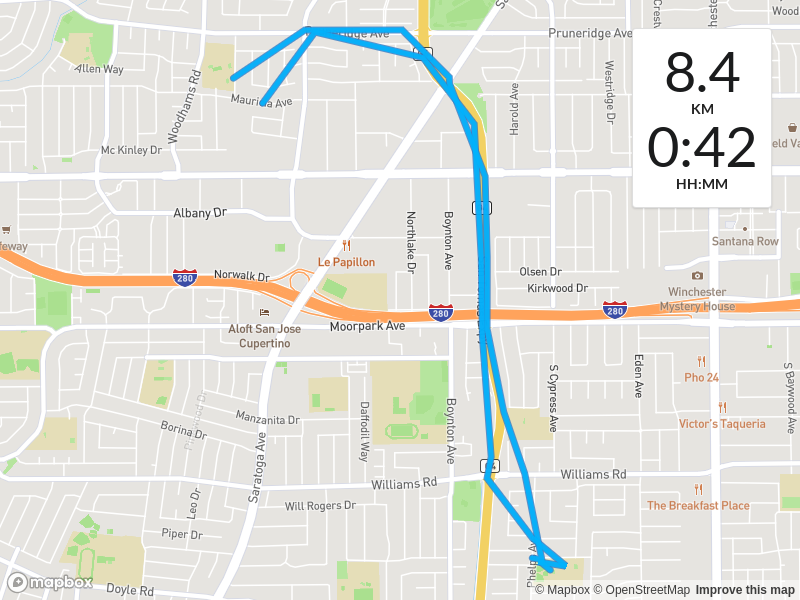 Pruneridge Ave
Allen Way
Woodhams Rd
Westridge Dr
Harold Ave
8.4
KM
0:42
HH:MM
Mc Kinley Dr
Albany Dr
Northlake Dr
Boynton Ave
Santana Row
Le Papillon
Norwalk Dr
280
Olsen Dr
Kirkwood Dr
Winchester
Mystery House
280
280
Aloft San Jose
Cupertino
Moorpark Ave
S Cypress Ave
Eden Ave
Pho 24
S Baywood Ave
Daffodil Way
Boynton Ave
Manzanita Dr
Borina Dr
Victor's Taqueria
Saratoga Ave
Williams Rd
Williams Rd
Leo Dr
Will Rogers Dr
The Breakfast Place
Piper Dr
Doyle Rd
mapbox
© Mapbox © OpenStreetMap Improve this map